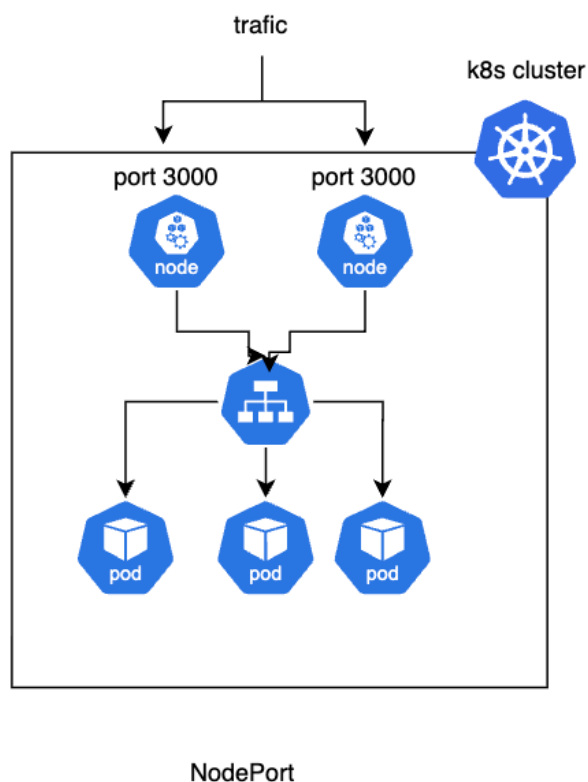 trafic
k8s cluster
port 3000 port 3000
node node
pod pod pod
NodePort